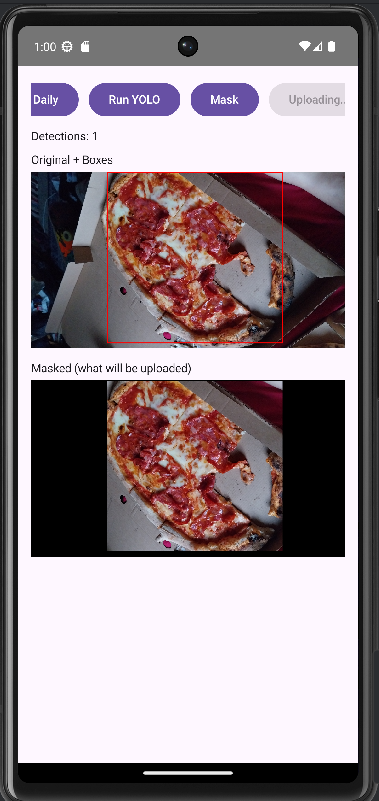 1:00
Daily Run YOLO Mask Uploading..
Detections: 1
Original + Boxes
Masked (what will be uploaded)